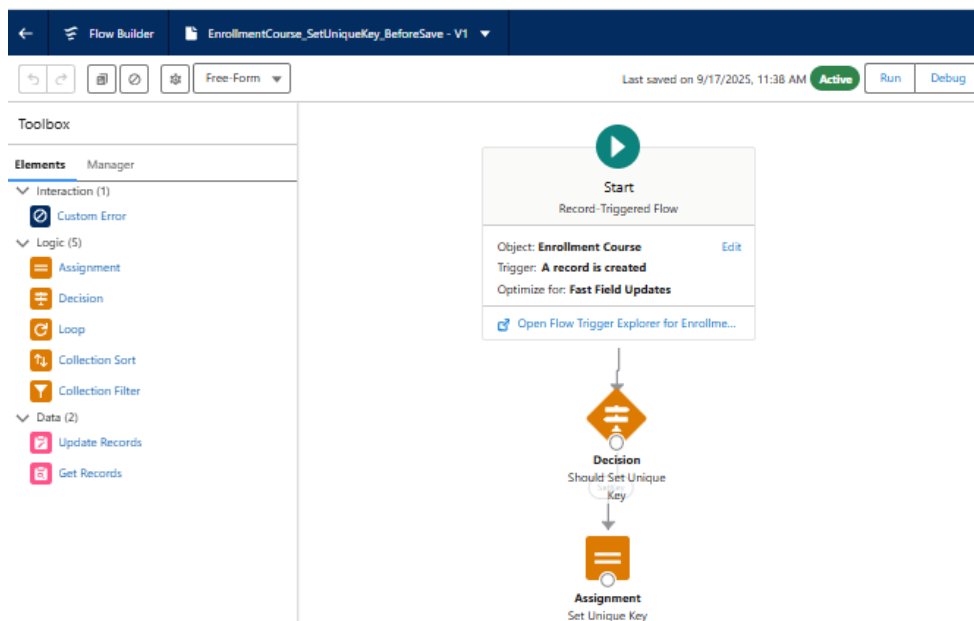 Flow Builder
EnrollmentCourse_SetUniqueKey_BeforeSave - V1
Free-Form
Last saved on 9/17/2025, 11:38 AM
Active
Run
Debug
Toolbox
Elements
Manager
Interaction (1)
Custom Error
Logic (5)
Assignment
Decision
Loop
Collection Sort
Collection Filter
Data (2)
Update Records
Get Records
Start
Record-Triggered Flow
Object: Enrollment Course
Edit
Trigger: A record is created
Optimize for: Fast Field Updates
Open Flow Trigger Explorer for Enrollme...
Decision
Should Set Unique
Key
Assignment
Set Unique Key